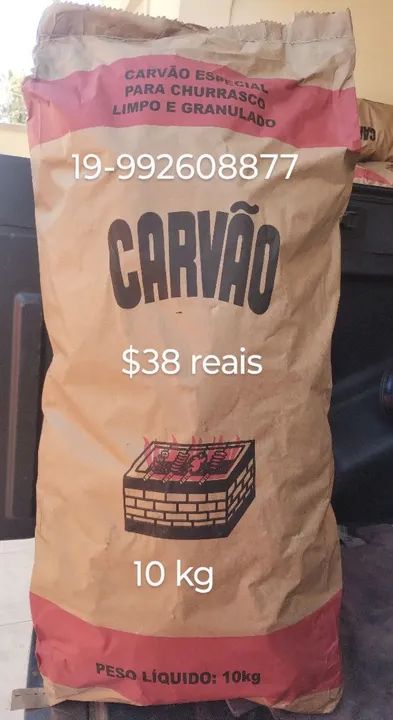 CARVÃO ESPECIAL
PARA CHURRASCO
LIMPO E GRANULADO
19-992608877
CARVÃO
$38 reais
10 kg
PESO LÍQUIDO: 10kg